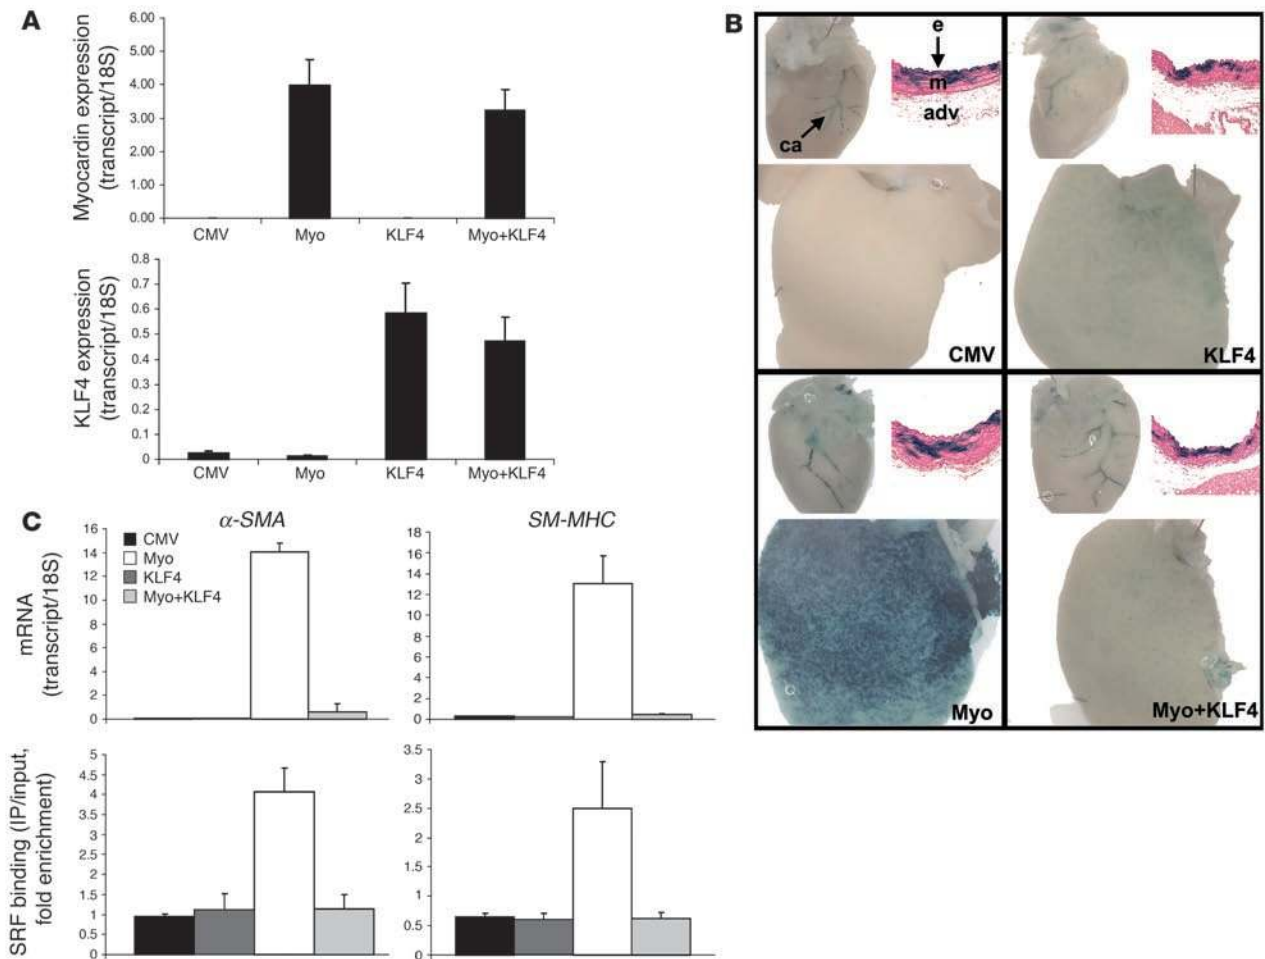 A
Myocardin expression
(transcript/18S)
6.00
5.00
4.00
3.00
2.00
1.00
0.00
CMV Myo KLF4 Myo+KLF4
KLF4 expression
(transcript/18S)
0.8
0.7
0.6
0.5
0.4
0.3
0.2
0.1
0
CMV Myo KLF4 Myo+KLF4
B
e
m
adv
ca
CMV
KLF4
Myo
Myo+KLF4
C
α-SMA
mRNA
(transcript/18S)
16
14
12
10
8
6
4
2
0
CMV
Myo
KLF4
Myo+KLF4
SM-MHC
18
16
14
12
10
8
6
4
2
0
SRF binding (IP/input,
fold enrichment)
5
4.5
4
3.5
3
2.5
2
1.5
1
0.5
0
3.5
3
2.5
2
1.5
1
0.5
0